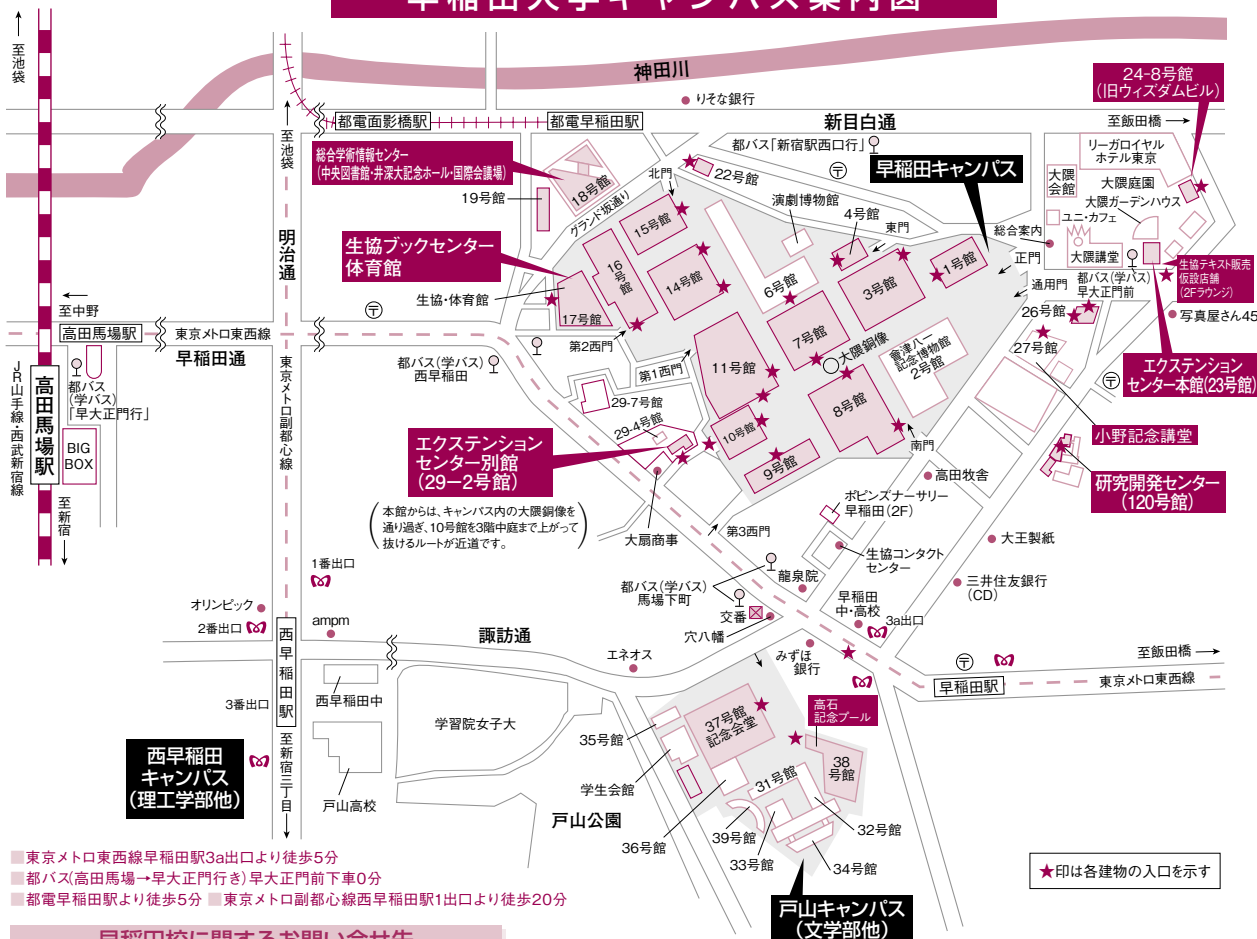 早稲田大学キャンパス案内図
至池袋
神田川
りそな銀行
24-8号館
(旧ウィズダムビル)
都電面影橋駅
都電早稲田駅
新目白通
至飯田橋
至池袋
都バス「新宿駅西口行」
総合学術情報センター
(中央図書館・井深大記念ホール・国際会議場)
18号館
19号館
グランド坂通り
北門
22号館
〒
早稲田キャンパス
リーガロイヤル
ホテル東京
大隈
会館
大隈庭園
大隈ガーデンハウス
ユニ・カフェ
総合案内
大隈講堂
演劇博物館
4号館
東門
正門
通用門
1号館
15号館
16号館
14号館
6号館
3号館
明治通
生協ブックセンター
体育館
生協・体育館
17号館
第2西門
都バス(学バス)
早大正門前
生協テキスト販売
仮設店舗
(2Fラウンジ)
写真屋さん45
26号館
27号館
至中野
高田馬場駅
東京メトロ東西線
早稲田通
〒
都バス(学バス)
西早稲田
第1西門
11号館
7号館
大隈銅像
會津八一
記念博物館
2号館
エクステンション
センター本館(23号館)
〒
JR山手線・西武新宿線
高田馬場駅
都バス
(学バス)
「早大正門行」
BIG
BOX
至新宿
東京メトロ副都心線
29-7号館
29-4号館
10号館
8号館
9号館
南門
小野記念講堂
エクステンション
センター別館
(29−2号館)
研究開発センター
(120号館)
高田牧舎
ポピンズナーサリー
早稲田(2F)
(本館からは、キャンパス内の大隈銅像を
通り過ぎ、10号館を3階中庭まで上がって
抜けるルートが近道です。)
大扇商事
第3西門
大王製紙
生協コンタクト
センター
1番出口
都バス(学バス)
馬場下町
龍泉院
三井住友銀行
(CD)
オリンピック
2番出口
ampm
交番
穴八幡
早稲田
中・高校
3a出口
諏訪通
エネオス
みずほ
銀行
〒
至飯田橋
早稲田駅
東京メトロ東西線
西早稲田駅
西早稲田中
3番出口
学習院女子大
高石
記念プール
37号館
記念会堂
35号館
38
号館
西早稲田
キャンパス
(理工学部他)
至新宿三丁目
戸山高校
学生会館
31号館
戸山公園
36号館
39号館
33号館
32号館
34号館
東京メトロ東西線早稲田駅3a出口より徒歩5分
都バス(高田馬場→早大正門行き)早大正門前下車0分
都電早稲田駅より徒歩5分 東京メトロ副都心線西早稲田駅1出口より徒歩20分
★印は各建物の入口を示す
戸山キャンパス
(文学部他)
早稲田校に関するお問い合せ先